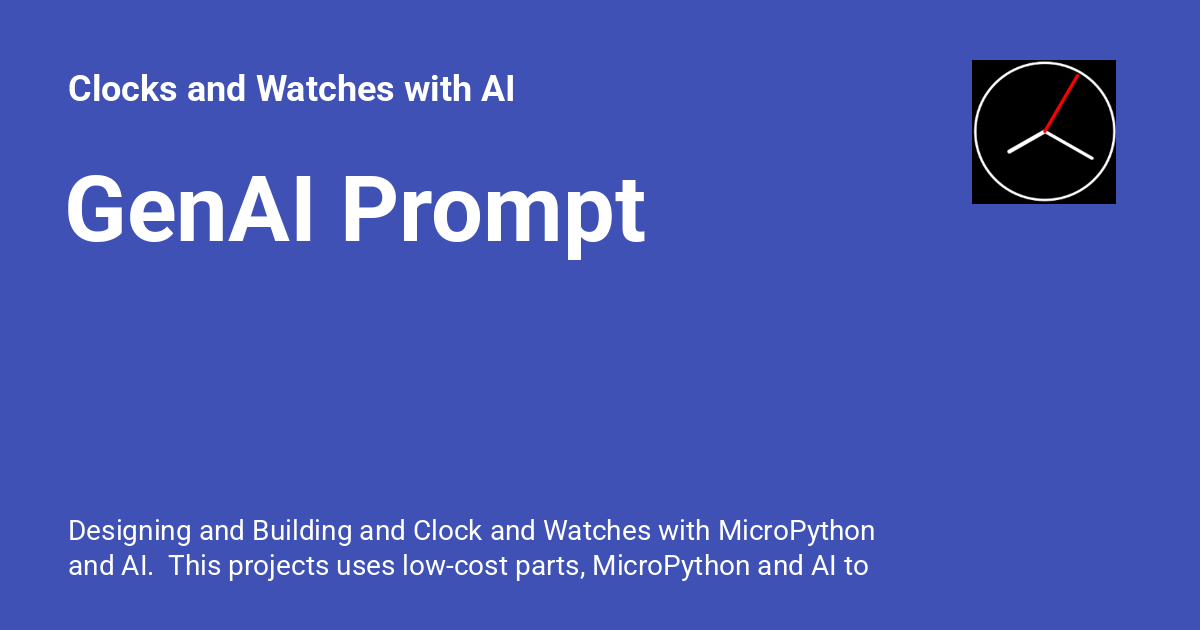 Clocks and Watches with AI
GenAI Prompt
Designing and Building and Clock and Watches with MicroPython
and AI.  This projects uses low-cost parts, MicroPython and AI to